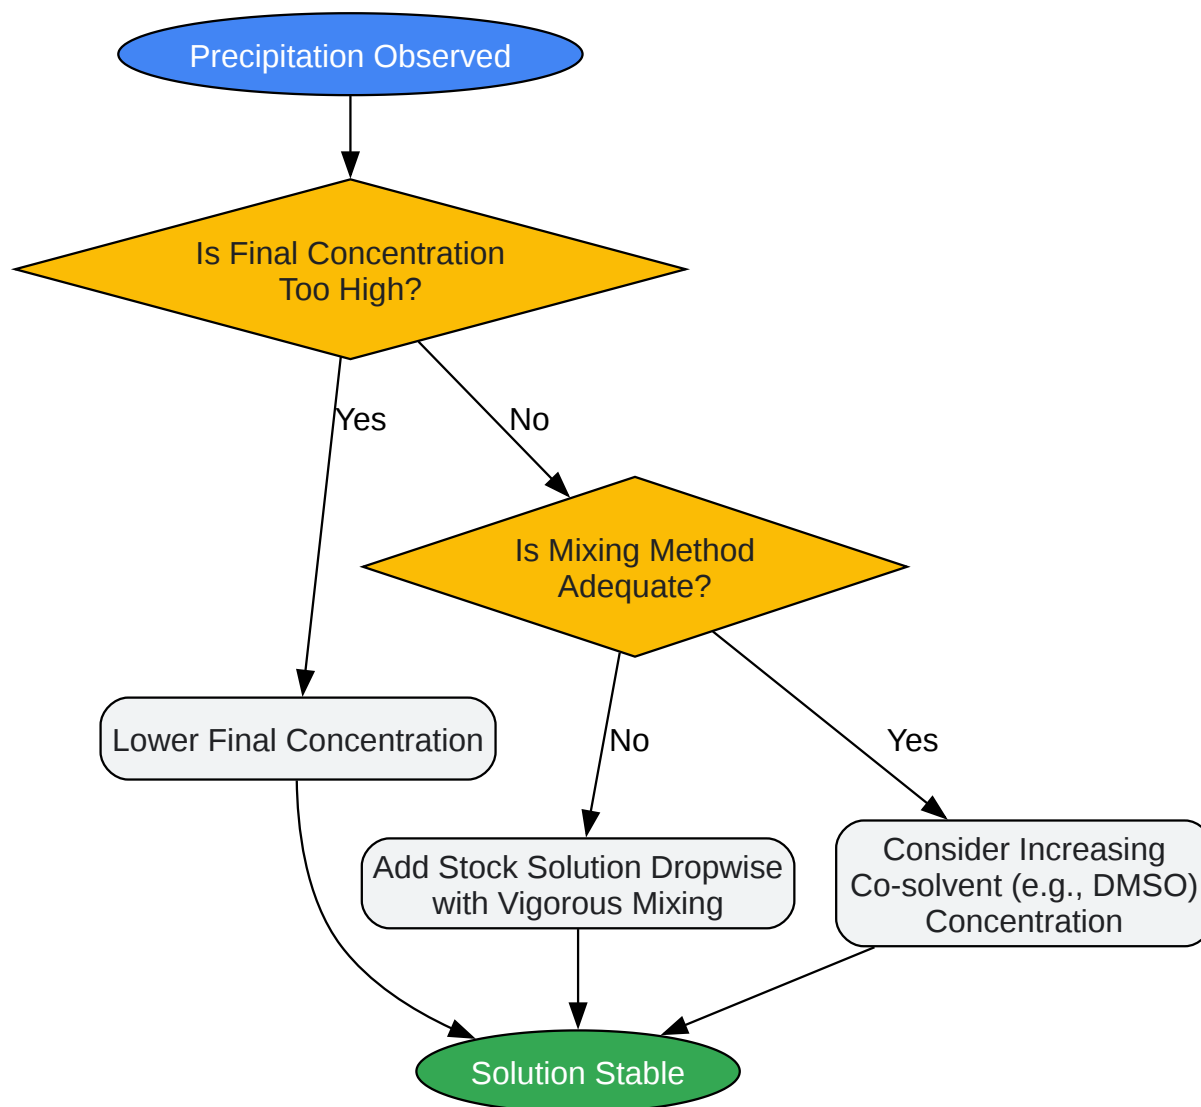 Precipitation Observed
Is Final Concentration
Too High?
Yes
No
Is Mixing Method
Adequate?
Lower Final Concentration
No
Yes
Add Stock Solution Dropwise
with Vigorous Mixing
Consider Increasing
Co-solvent (e.g., DMSO)
Concentration
Solution Stable